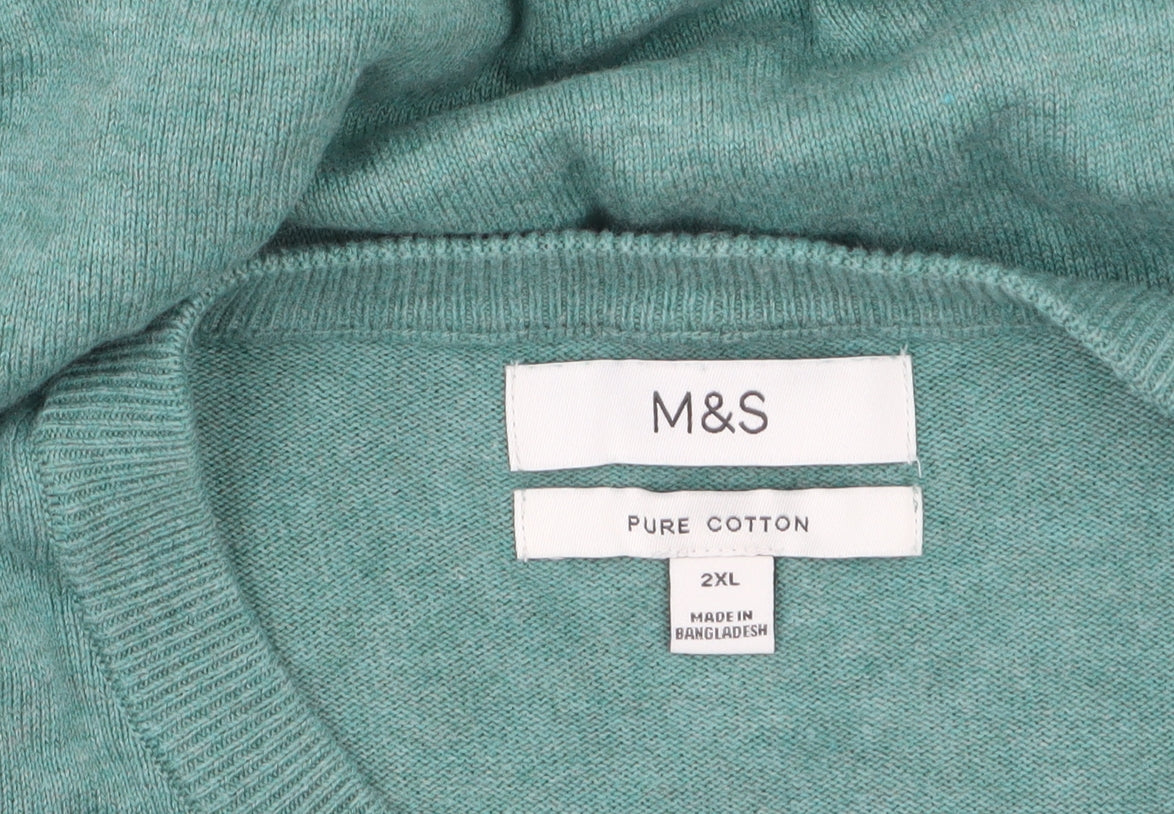 M&S
PURE COTTON
2XL
MADE IN
BANGLADESH